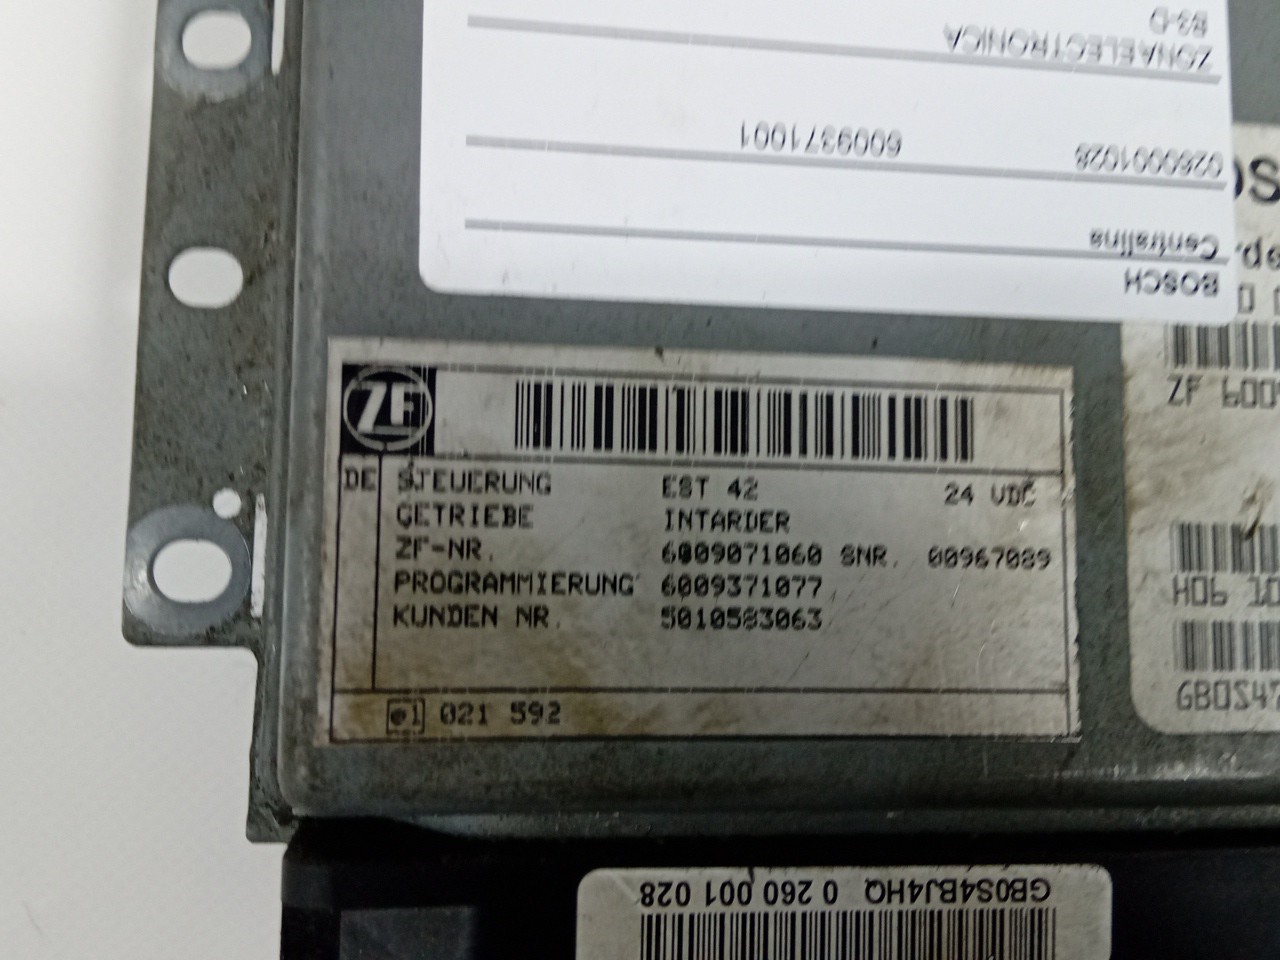 B3-D
ZONAELECTRONICA
0260001028 6009371001
Centralina
BOSCH
ZF
DE STEUERUNG EST 42 24 VDC
GETRIEBE INTARDER
ZF-NR. 6009071060 SNR. 00967089
PROGRAMMIERUNG 6009371077
KUNDEN NR. 5010583063
e1 021 592
ZF 600
H06 10
GB0S47
GB0S4BJ4HQ 0 260 001 028